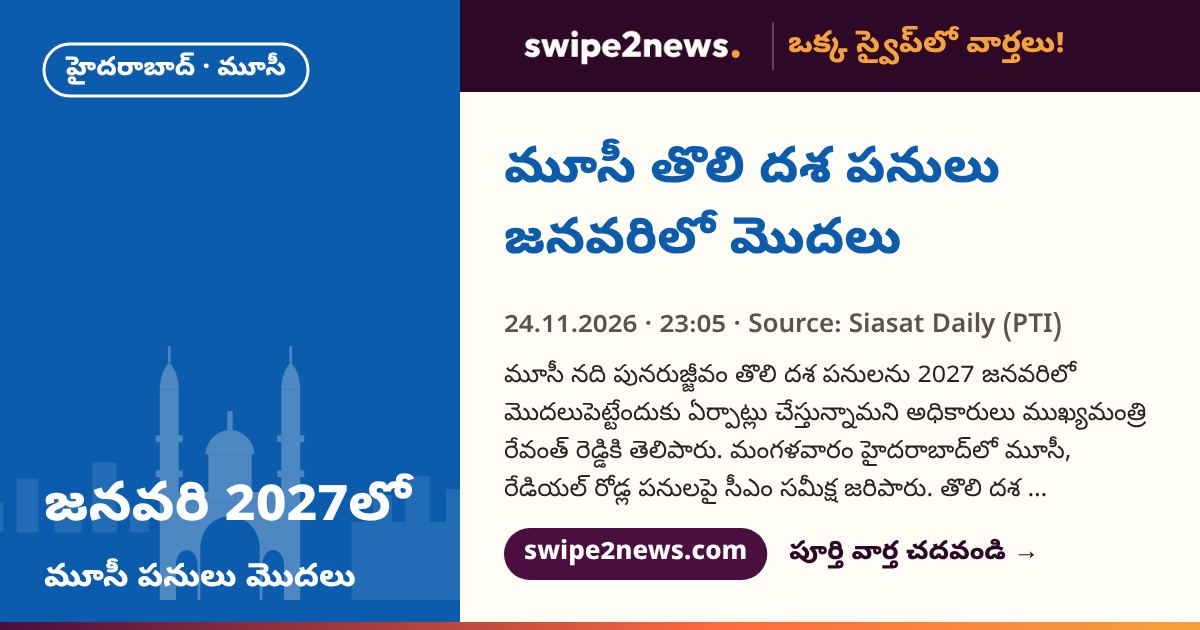 హైదరాబాద్ · మూసీ
జనవరి 2027లో
మూసీ పనులు మొదలు
swipe2news.
ఒక్క స్వైప్‌లో వార్తలు!
మూసీ తొలి దశ పనులు
జనవరిలో మొదలు
24.11.2026 · 23:05 · Source: Siasat Daily (PTI)
మూసీ నది పునరుజ్జీవం తొలి దశ పనులను 2027 జనవరిలో
మొదలుపెట్టేందుకు ఏర్పాట్లు చేస్తున్నామని అధికారులు ముఖ్యమంత్రి
రేవంత్ రెడ్డికి తెలిపారు. మంగళవారం హైదరాబాద్‌లో మూసీ,
రేడియల్ రోడ్ల పనులపై సీఎం సమీక్ష జరిపారు. తొలి దశ ...
swipe2news.com
పూర్తి వార్త చదవండి →